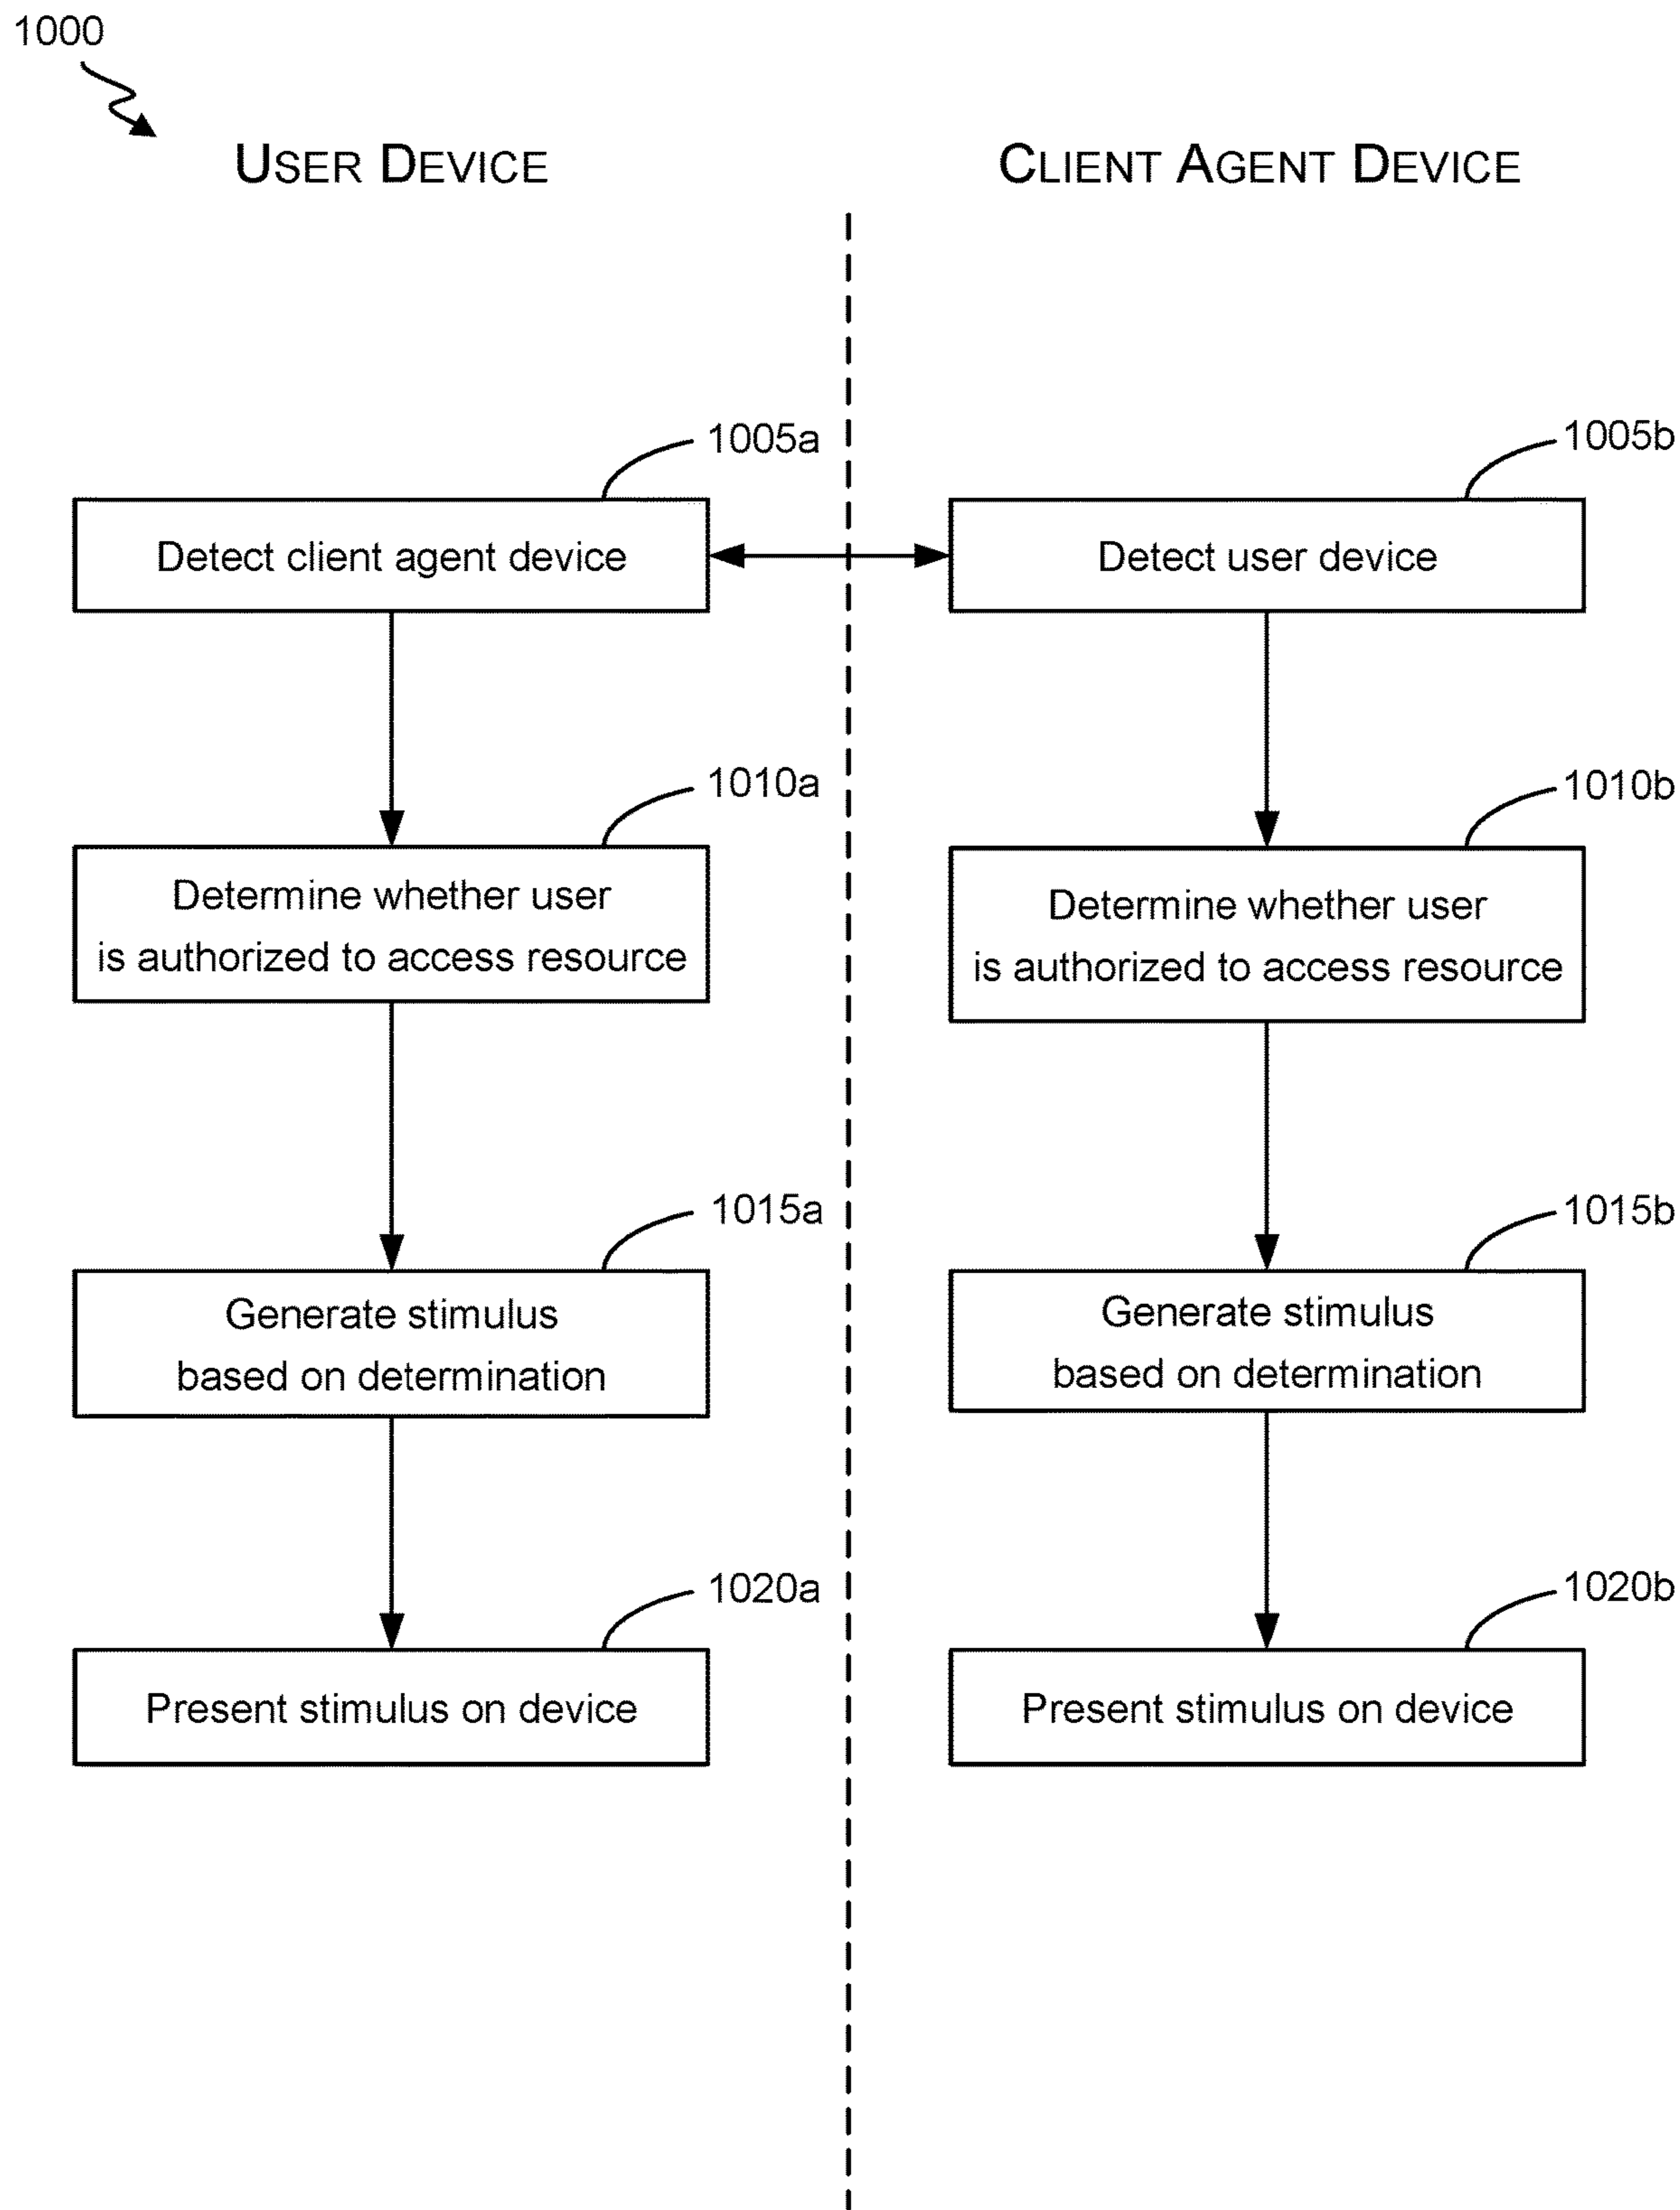 1000
USER DEVICE
CLIENT AGENT DEVICE
1005a
1005b
Detect client agent device
Detect user device
1010a
1010b
Determine whether user
is authorized to access resource
Determine whether user
is authorized to access resource
1015a
1015b
Generate stimulus
based on determination
Generate stimulus
based on determination
1020a
1020b
Present stimulus on device
Present stimulus on device